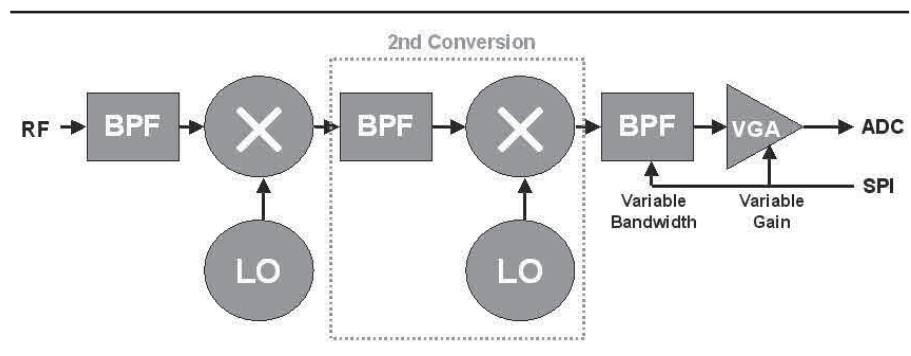 2nd Conversion
RF
BPF
BPF
BPF
VGA
ADC
SPI
Variable
Bandwidth
Variable
Gain
LO
LO